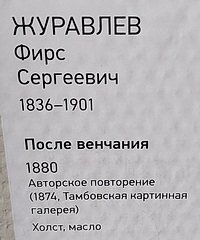 ЖУРАВЛЕВ
Фирс
Сергеевич
1836–1901
После венчания
1880
Авторское повторение
(1874, Тамбовская картинная
галерея)
Холст, масло